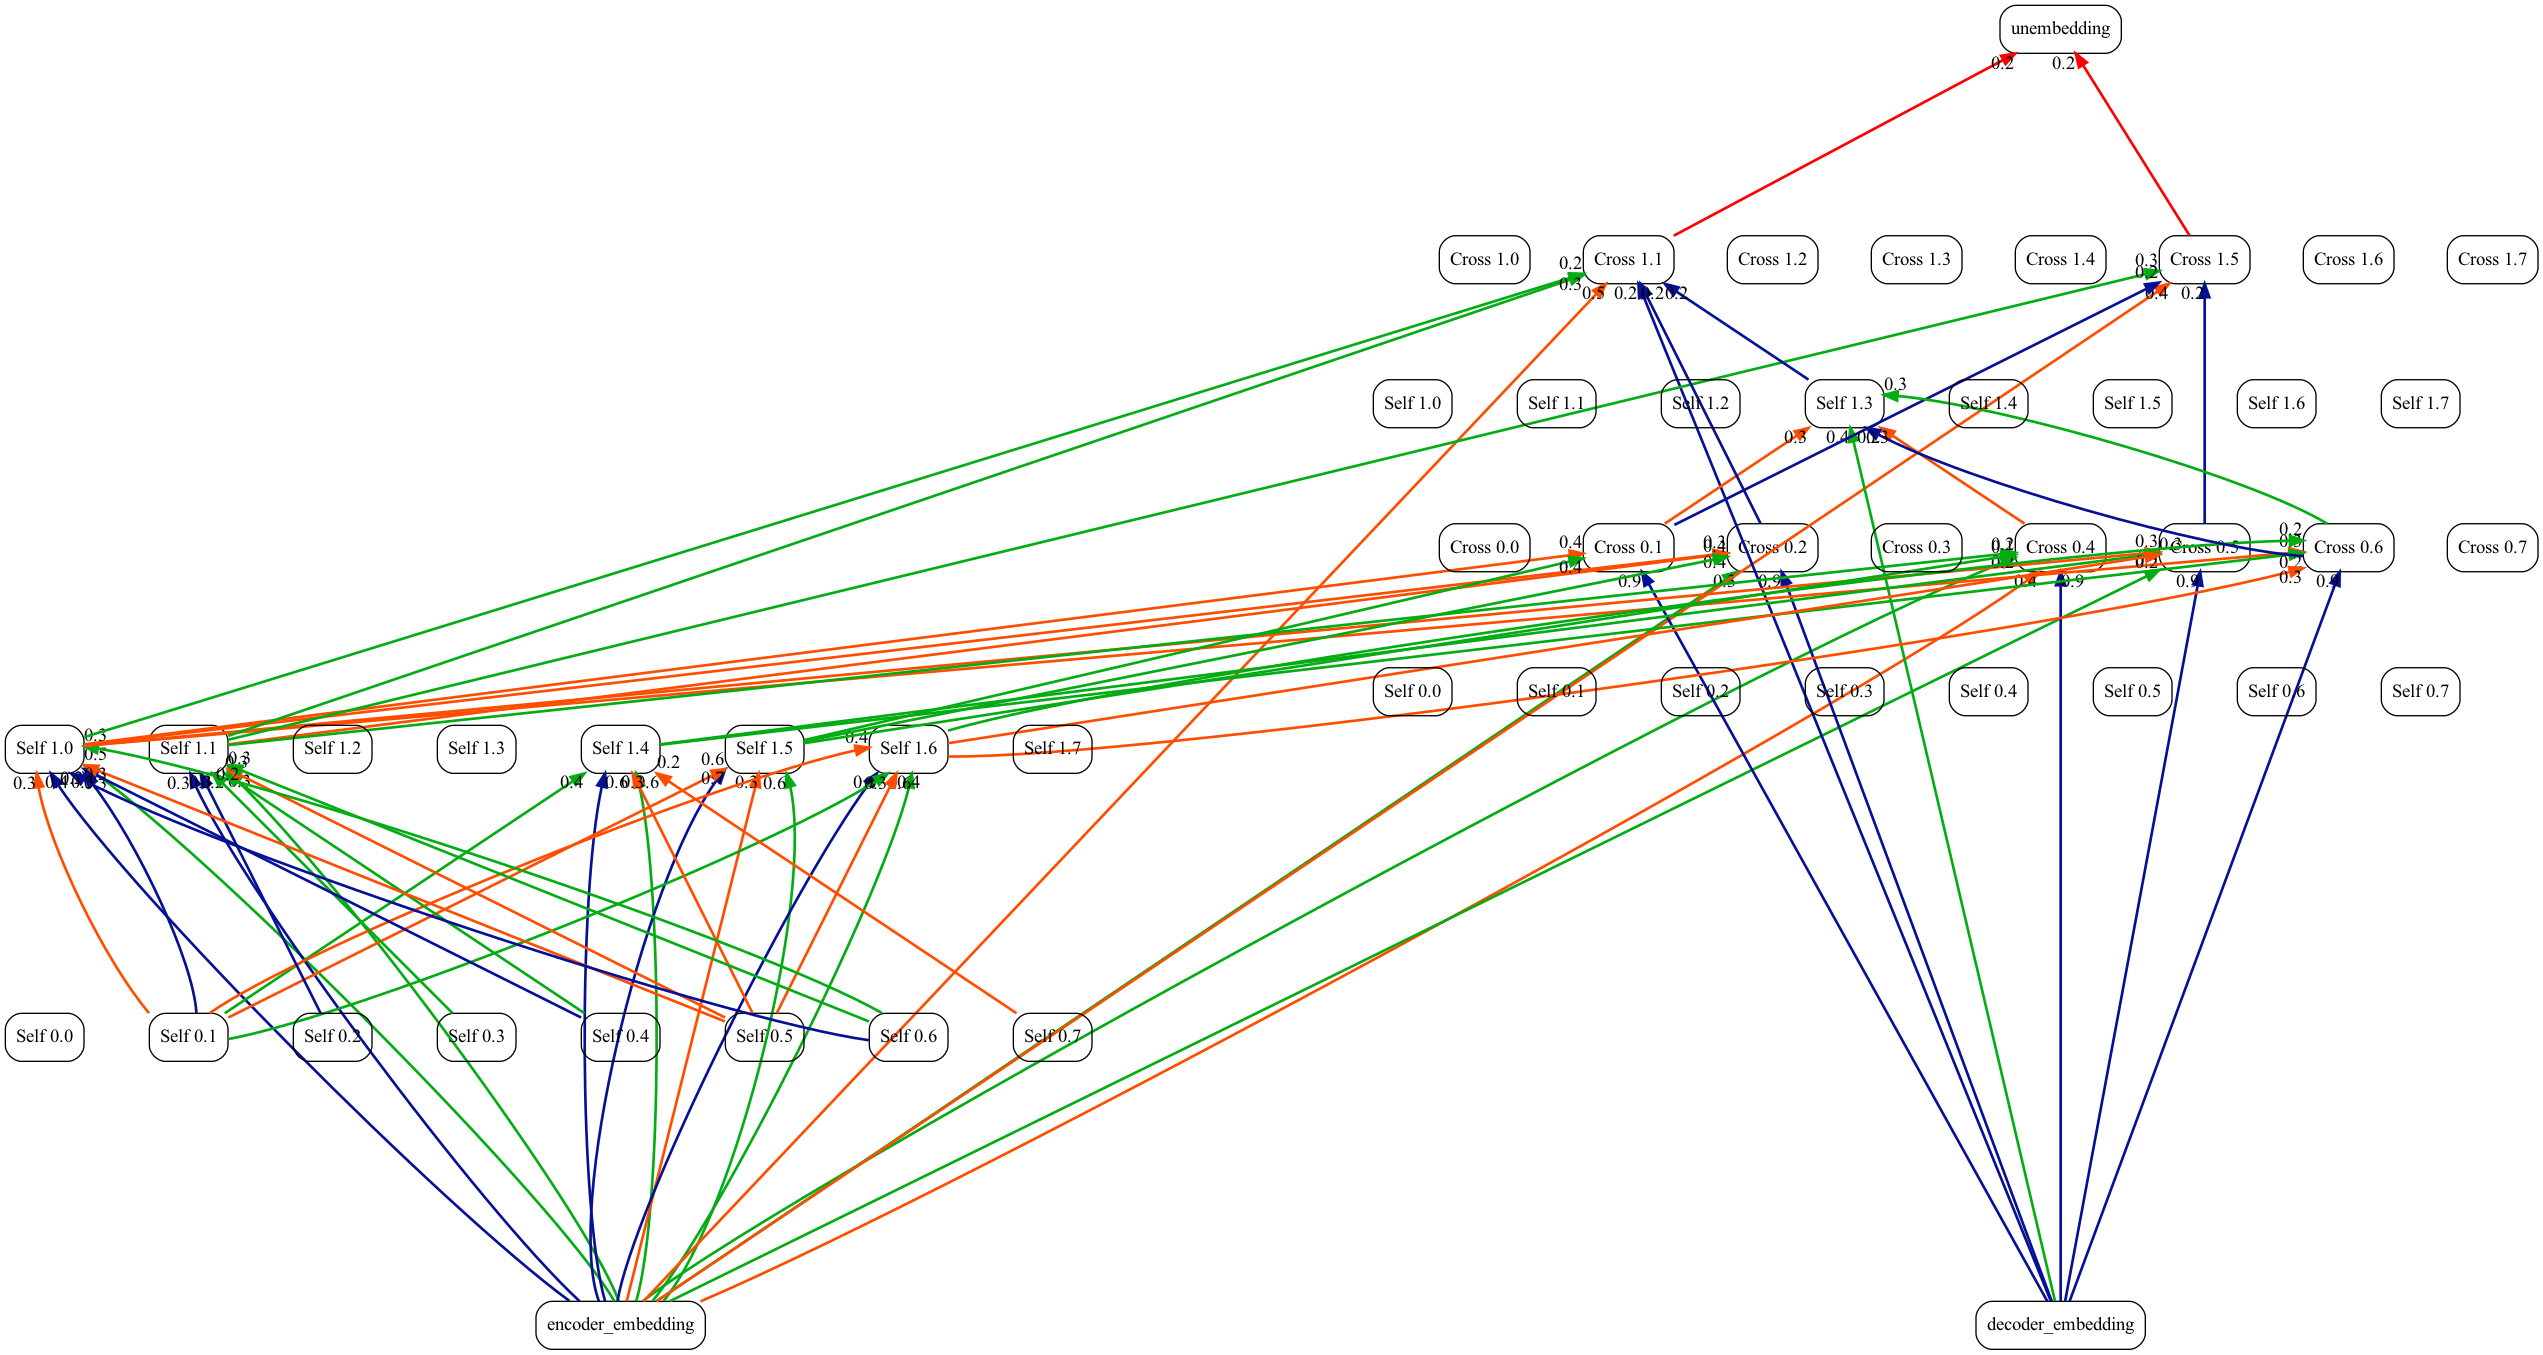 unembedding
0.2 0.2
Cross 1.0 Cross 1.1 Cross 1.2 Cross 1.3 Cross 1.4 Cross 1.5 Cross 1.6 Cross 1.7
0.2 0.3
0.3 0.2
0.5 0.2 0.2 0.2 0.4 0.2
0.3
Self 1.0 Self 1.1 Self 1.2 Self 1.3 Self 1.4 Self 1.5 Self 1.6 Self 1.7
0.3 0.4
0.4 0.2
Cross 0.0 Cross 0.1 Cross 0.2 Cross 0.3 Cross 0.4 Cross 0.5 Cross 0.6 Cross 0.7
0.4 0.4 0.2 0.2 0.3
0.9 0.9 0.4 0.9 0.9
Self 0.0 Self 0.1 Self 0.2 Self 0.3 Self 0.4 Self 0.5 Self 0.6 Self 0.7
0.3 0.4
Self 1.0 Self 1.1 Self 1.2 Self 1.3 Self 1.4 Self 1.5 Self 1.6 Self 1.7
0.5 0.3 0.2 0.6
0.3 0.3 0.4 0.6 0.3 0.6
Self 0.0 Self 0.1 Self 0.2 Self 0.3 Self 0.4 Self 0.5 Self 0.6 Self 0.7
encoder_embedding decoder_embedding